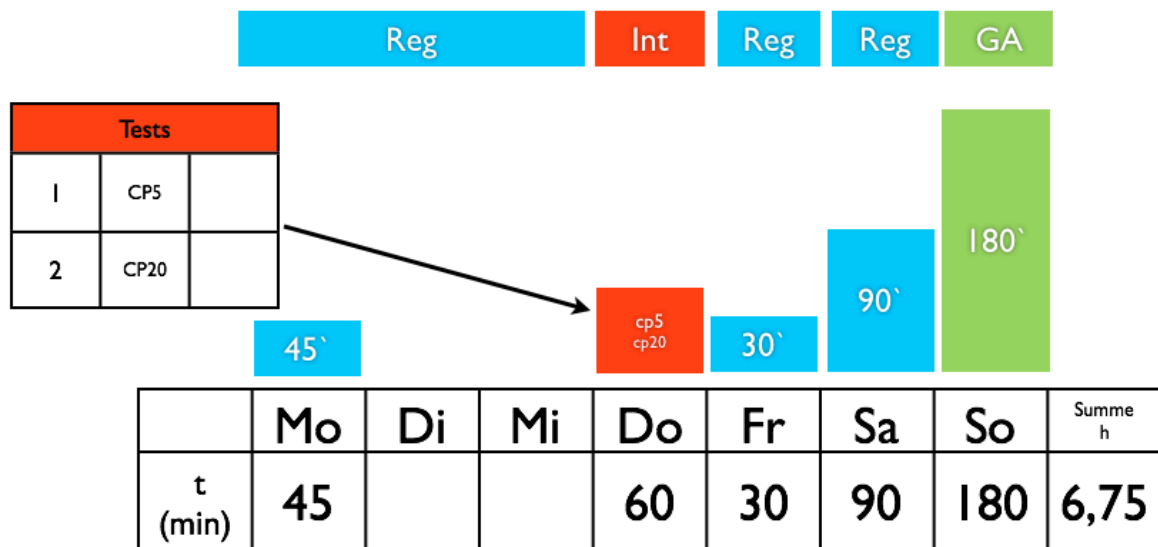 Reg Int Reg Reg GA
Tests
1 CP5
2 CP20
180`
90`
cp5
cp20
45` 30`
Mo Di Mi Do Fr Sa So Summe
h
t
(min) 45 60 30 90 180 6,75